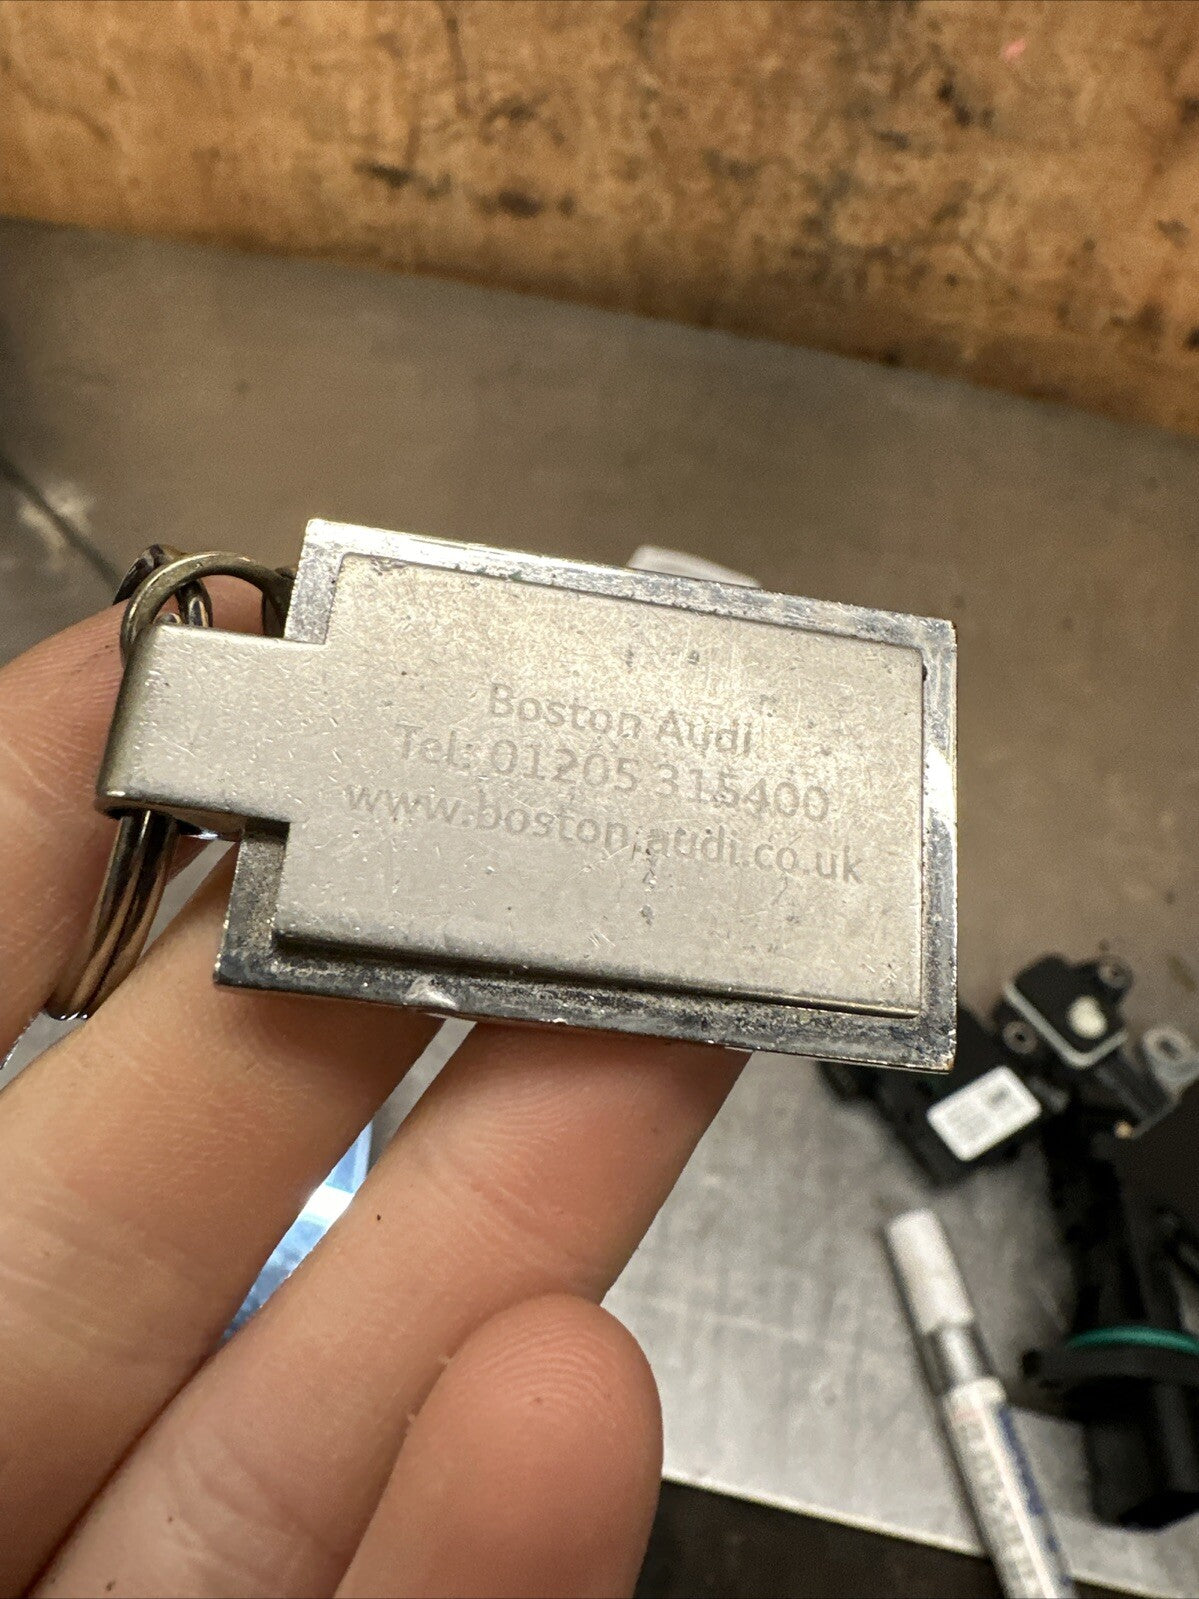 Boston Audi
Tel: 01205 315400
www.boston.audi.co.uk